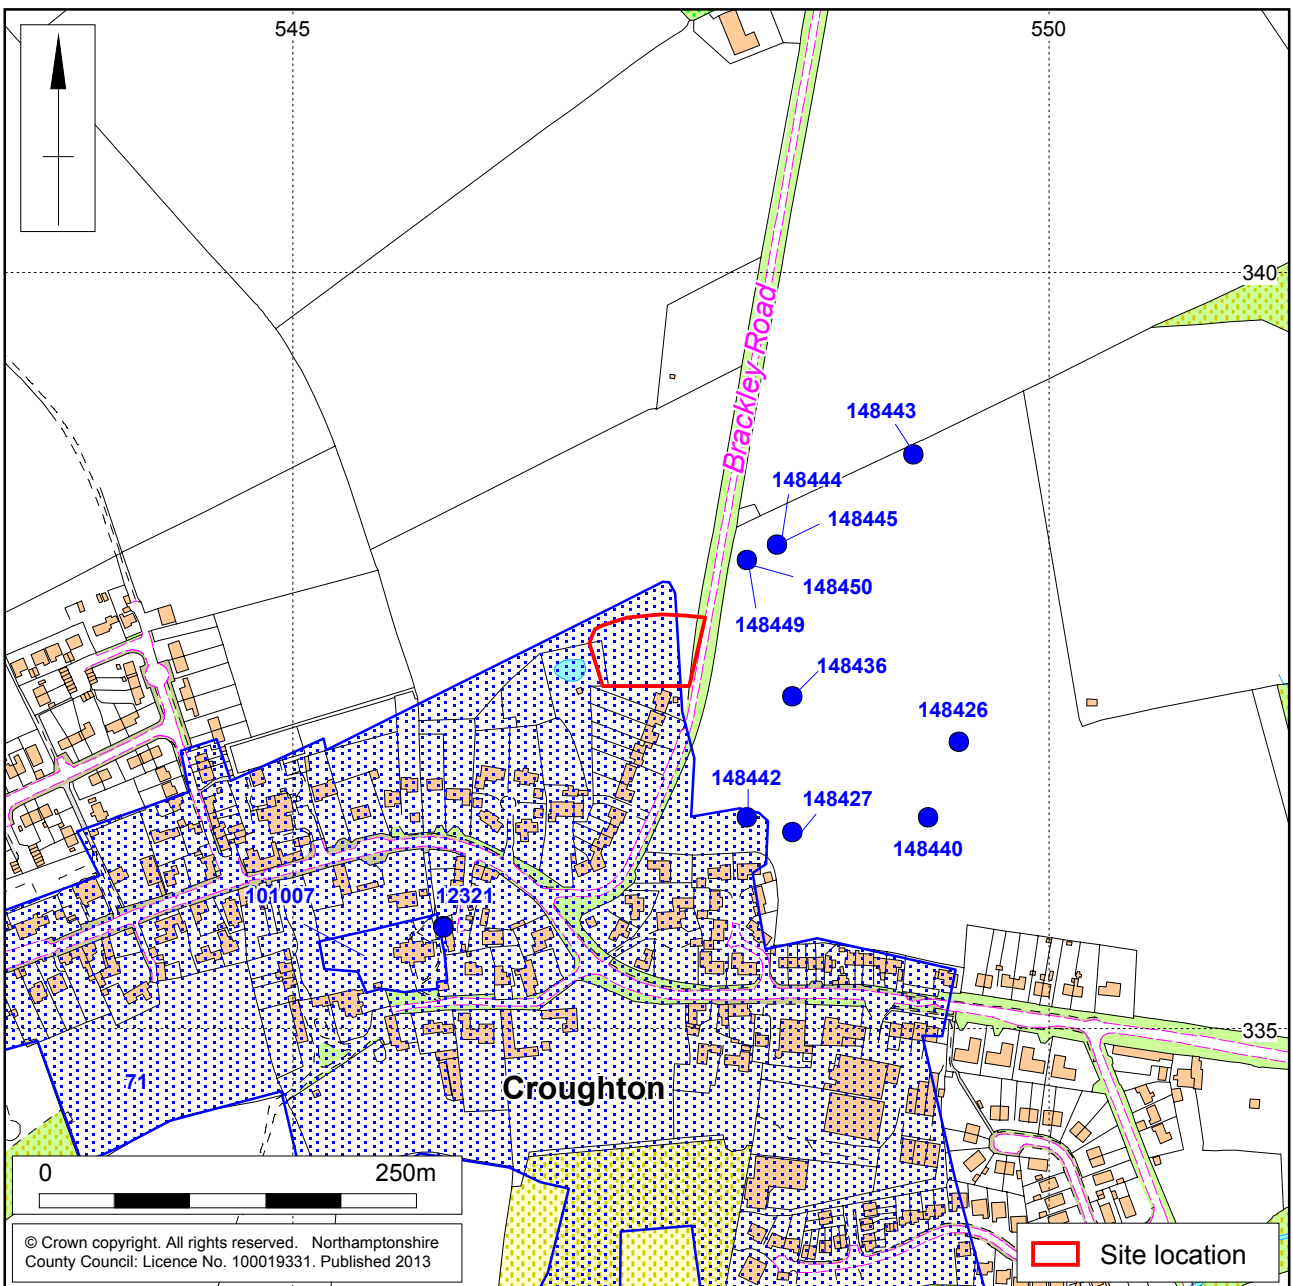 545
550
340
Brackley Road
148443
148444
148445
148450
148449
148436
148426
148442
148427
148440
101007
12321
335
71
Croughton
0 250m
© Crown copyright. All rights reserved. Northamptonshire
County Council: Licence No. 100019331. Published 2013
Site location